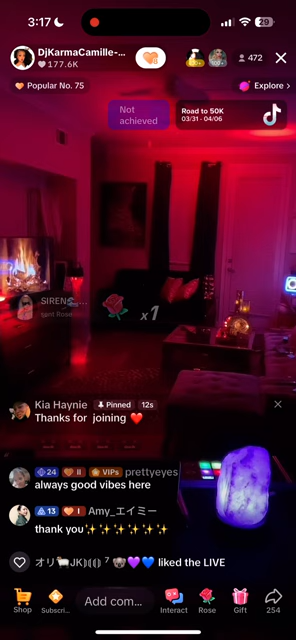 3:17
29
DjKarmaCamille-...
177.6K
472
Popular No. 75
Explore >
Not achieved
Road to 50K
03/31 - 04/06
SIREN
sent Rose
x1
Kia Haynie Pinned 12s
Thanks for joining ❤️
24 II VIPs prettyeyes
always good vibes here
13 I Amy_エイミー
thank you✨✨✨✨✨✨
liked the LIVE
Shop
Subscri...
Add com...
Interact
Rose
Gift
254